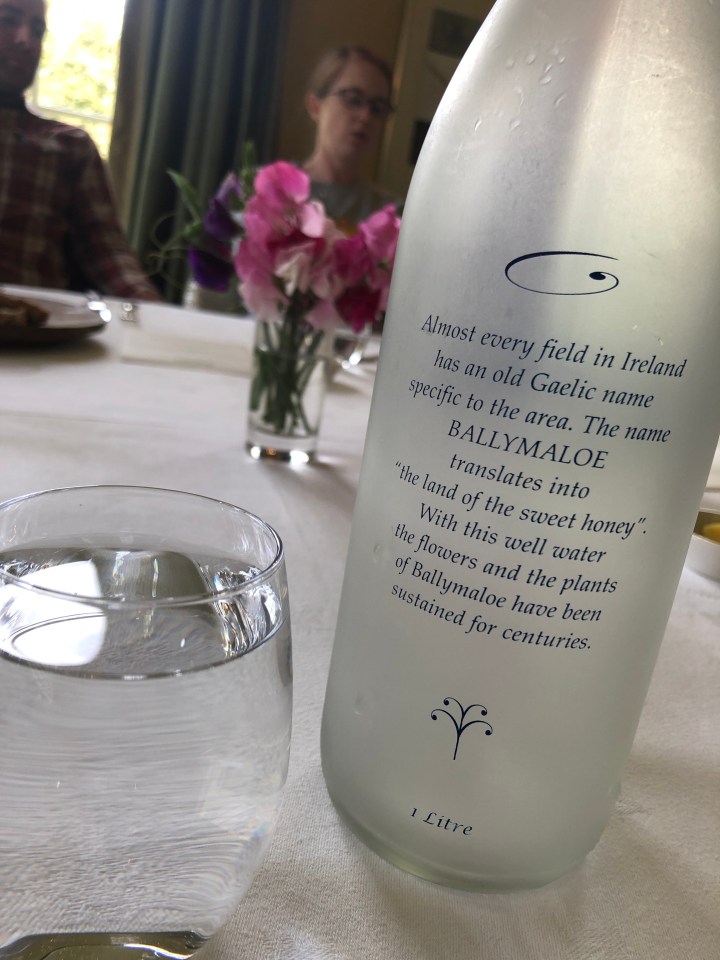 Almost every field in Ireland
has an old Gaelic name
specific to the area. The name
BALLYMALOE
translates into
“the land of the sweet honey”.
With this well water
the flowers and the plants
of Ballymaloe have been
sustained for centuries.
1 Litre